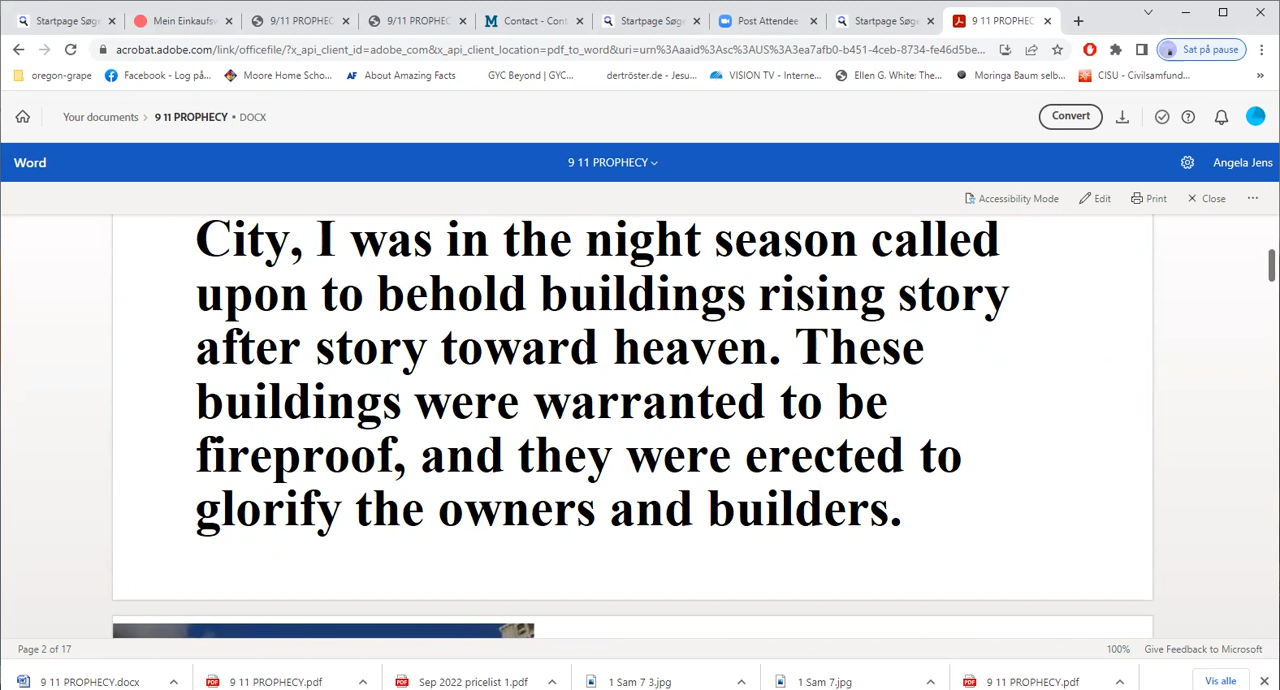 Startpage Søge
Mein Einkaufsw
9/11 PROPHEC
9/11 PROPHEC
Contact - Cont
Startpage Søge
Post Attendee
Startpage Søge
9 11 PROPHEC
acrobat.adobe.com/link/officefile/?x_api_client_id=adobe_com&x_api_client_location=pdf_to_word&uri=urn%3Aaaid%3Asc%3AUS%3A3ea7afb0-b451-4ceb-8734-fe46d5be...
Sat på pause
oregon-grape
Facebook - Log på...
Moore Home Scho...
AF About Amazing Facts
GYC Beyond | GYC...
dertröster.de - Jesu...
VISION TV - Interne...
Ellen G. White: The...
Moringa Baum selb...
CISU - Civilsamfund...
Your documents › 9 11 PROPHECY • DOCX
Convert
Word
9 11 PROPHECY
Angela Jens
Accessibility Mode
Edit
Print
Close
City, I was in the night season called
upon to behold buildings rising story
after story toward heaven. These
buildings were warranted to be
fireproof, and they were erected to
glorify the owners and builders.
Page 2 of 17
100%
Give Feedback to Microsoft
9 11 PROPHECY.docx
9 11 PROPHECY.pdf
Sep 2022 pricelist 1.pdf
1 Sam 7 3.jpg
1 Sam 7.jpg
9 11 PROPHECY.pdf
Vis alle